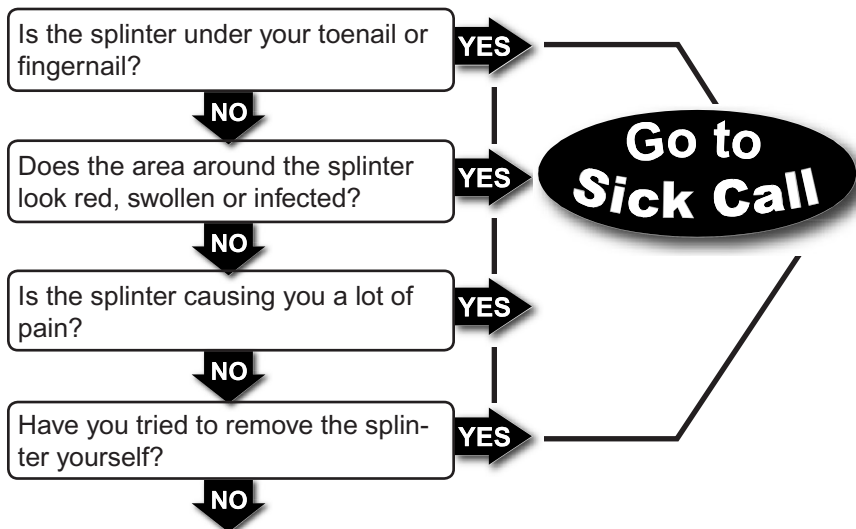 Is the splinter under your toenail or
fingernail?
YES
NO
Go to
Sick Call
Does the area around the splinter
look red, swollen or infected?
YES
NO
Is the splinter causing you a lot of
pain?
YES
NO
Have you tried to remove the splin-
ter yourself?
YES
NO